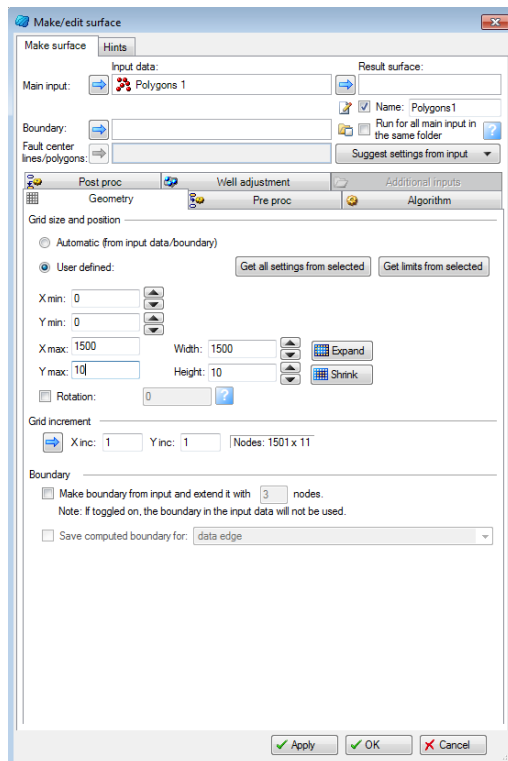 Make/edit surface
Make surface Hints
Input data: Result surface:
Main input: Polygons 1
Name: Polygons1
Boundary: Run for all main input in
the same folder
Fault center
lines/polygons: Suggest settings from input
Post proc Well adjustment Additional inputs
Geometry Pre proc Algorithm
Grid size and position
Automatic (from input data/boundary)
User defined: Get all settings from selected Get limits from selected
X min: 0
Y min: 0
X max: 1500 Width: 1500 Expand
Y max: 10 Height: 10 Shrink
Rotation: 0 ?
Grid increment
X inc: 1 Y inc: 1 Nodes: 1501 x 11
Boundary
Make boundary from input and extend it with 3 nodes.
Note: If toggled on, the boundary in the input data will not be used.
Save computed boundary for: data edge
Apply OK Cancel